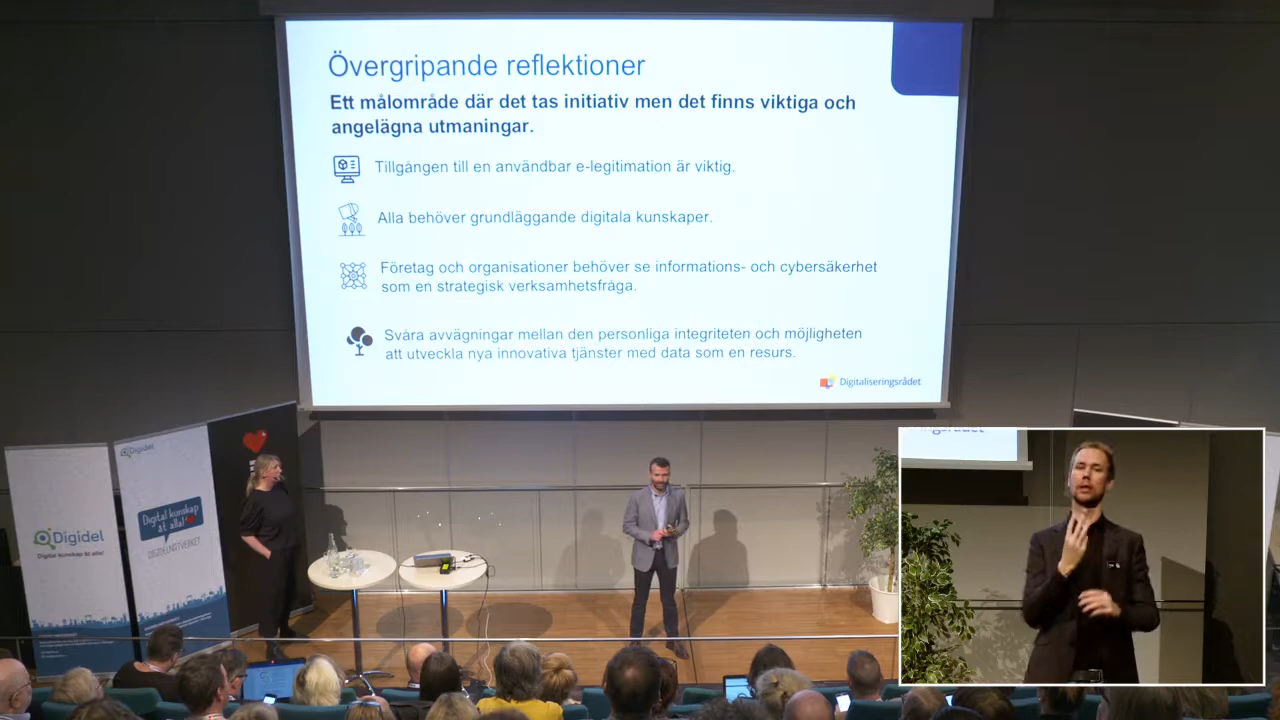 Övergripande reflektioner
Ett målområde där det tas initiativ men det finns viktiga och
angelägna utmaningar.
Tillgången till en användbar e-legitimation är viktig.
Alla behöver grundläggande digitala kunskaper.
Företag och organisationer behöver se informations- och cybersäkerhet
som en strategisk verksamhetsfråga.
Svåra avvägningar mellan den personliga integriteten och möjligheten
att utveckla nya innovativa tjänster med data som en resurs.
Digitaliseringsrådet
Digidel
Digital kunskap åt alla!
Digidel
Digital kunskap
åt alla!
DIGIDELNÄTVERKET